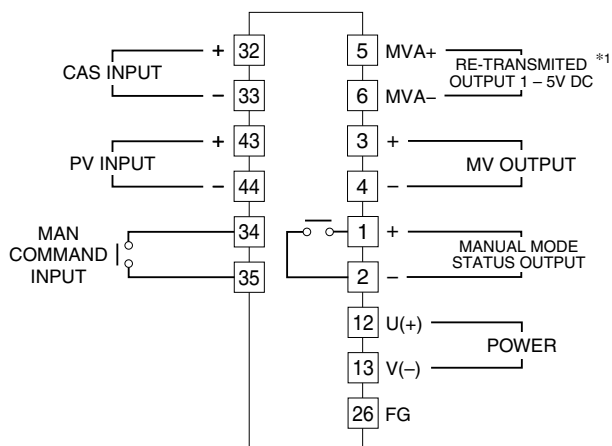 CAS INPUT
+ 32
− 33
PV INPUT
+ 43
− 44
MAN
COMMAND
INPUT
34
35
5 MVA+
6 MVA−
RE-TRANSMITED *1
OUTPUT 1 – 5V DC
3 +
4 −
MV OUTPUT
1 +
2 −
MANUAL MODE
STATUS OUTPUT
12 U(+)
13 V(−)
POWER
26 FG